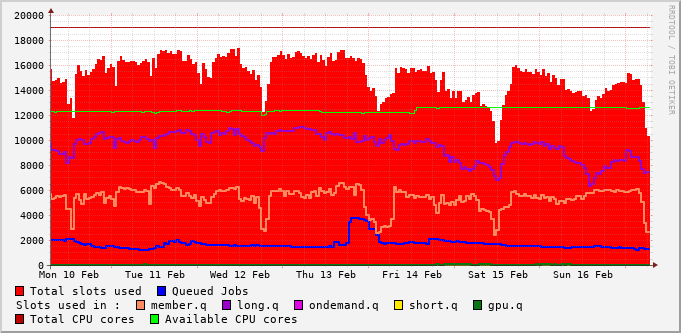 20000
18000
16000
14000
12000
10000
8000
6000
4000
2000
0
Mon 10 Feb Tue 11 Feb Wed 12 Feb Thu 13 Feb Fri 14 Feb Sat 15 Feb Sun 16 Feb
Total slots used Queued Jobs
Slots used in : member.q long.q ondemand.q short.q gpu.q
Total CPU cores Available CPU cores
RRDTOOL / TOBI OETIKER